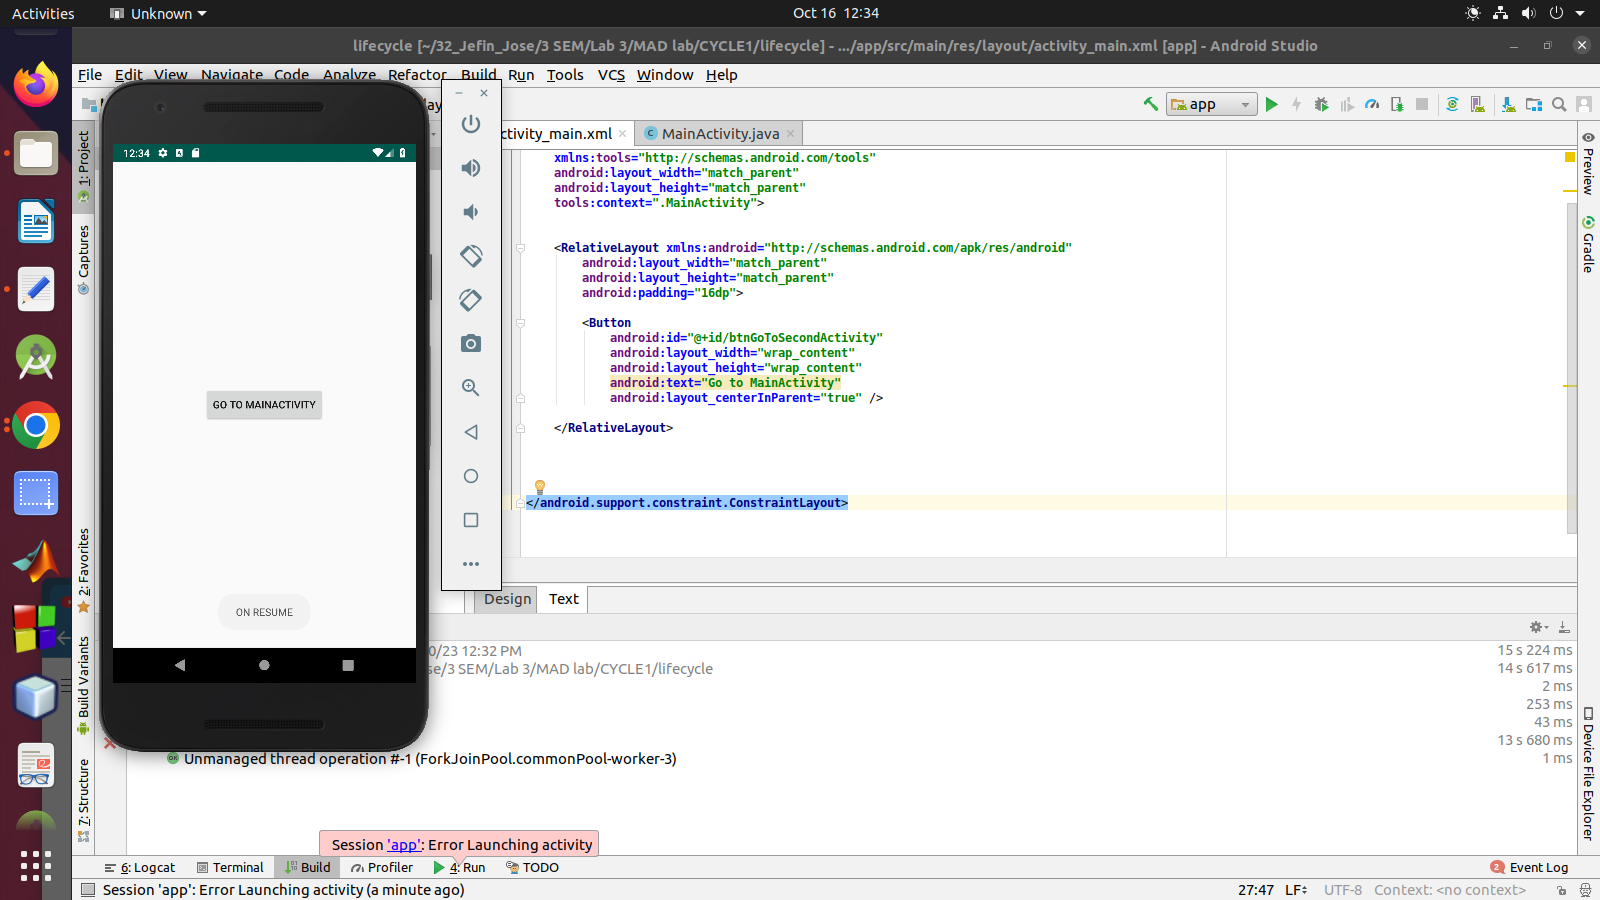 Activities
Unknown
Oct 16 12:34
lifecycle [~/32_Jefin_Jose/3 SEM/Lab 3/MAD lab/CYCLE1/lifecycle] - .../app/src/main/res/layout/activity_main.xml [app] - Android Studio
File Edit View Navigate Code Analyze Refactor Build Run Tools VCS Window Help
app
ctivity_main.xml
MainActivity.java
1: Project
Captures
2: Favorites
Build Variants
7: Structure
12:34
GO TO MAINACTIVITY
ON RESUME
xmlns:tools="http://schemas.android.com/tools"
android:layout_width="match_parent"
android:layout_height="match_parent"
tools:context=".MainActivity">
<RelativeLayout xmlns:android="http://schemas.android.com/apk/res/android"
android:layout_width="match_parent"
android:layout_height="match_parent"
android:padding="16dp">
<Button
android:id="@+id/btnGoToSecondActivity"
android:layout_width="wrap_content"
android:layout_height="wrap_content"
android:text="Go to MainActivity"
android:layout_centerInParent="true" />
</RelativeLayout>
</android.support.constraint.ConstraintLayout>
Preview
Gradle
Device File Explorer
Design Text
0/23 12:32 PM
se/3 SEM/Lab 3/MAD lab/CYCLE1/lifecycle
Unmanaged thread operation #-1 (ForkJoinPool.commonPool-worker-3)
15 s 224 ms
14 s 617 ms
2 ms
253 ms
43 ms
13 s 680 ms
1 ms
Session 'app': Error Launching activity
6: Logcat
Terminal
Build
Profiler
4: Run
TODO
2 Event Log
Session 'app': Error Launching activity (a minute ago)
27:47 LF UTF-8 Context: <no context>